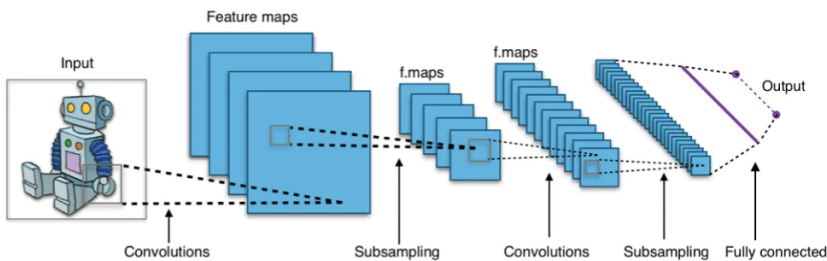 Feature maps
Input
f.maps
f.maps
Output
Convolutions
Subsampling
Convolutions
Subsampling
Fully connected